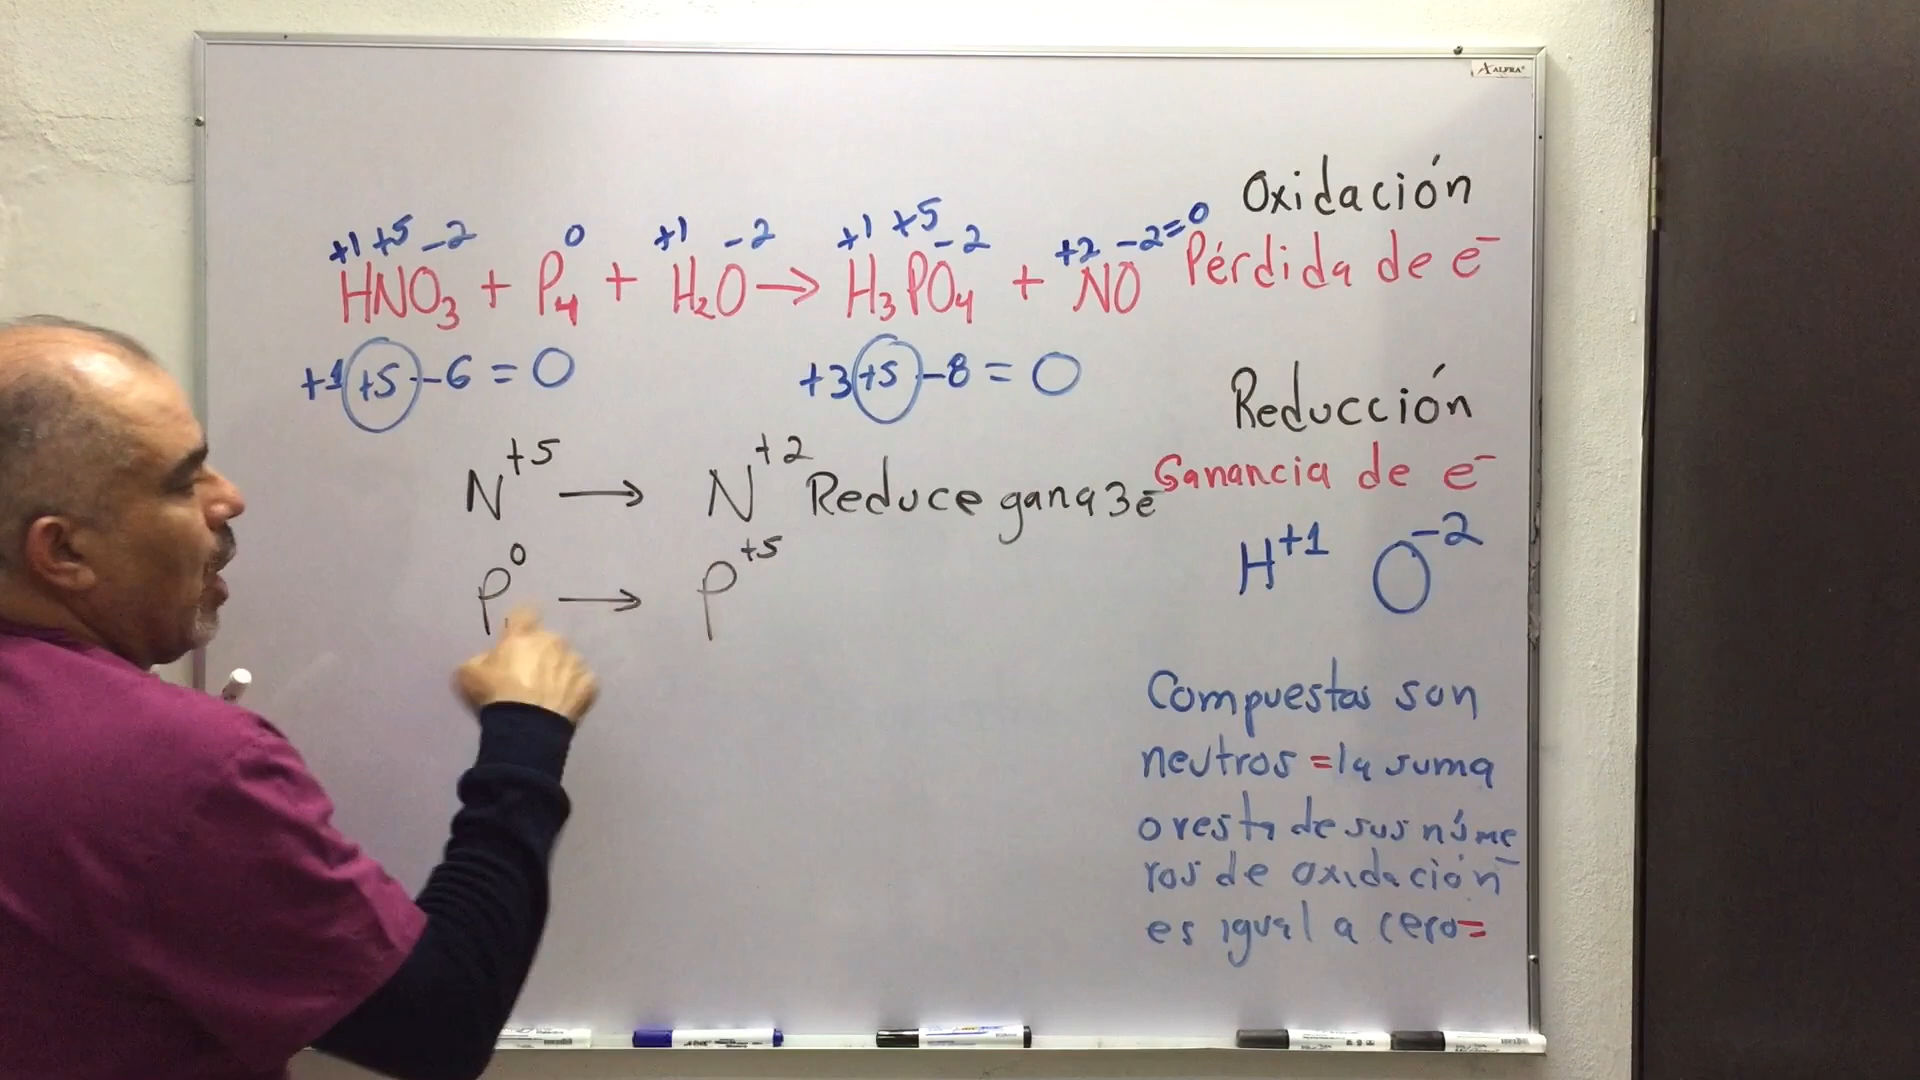 ALFRA
Oxidación
+1 +5 -2 0 +1 -2 +1 +5 -2 +2 -2=0
HNO₃ + P₄ + H₂O → H₃PO₄ + NO
Pérdida de e⁻
+1 +5 -6 = 0 +3 +5 -8 = 0
Reducción
N⁺⁵ → N⁺² Reduce gana 3e⁻
Ganancia de e⁻
P⁰ → P⁺⁵
H⁺¹ O⁻²
Compuestos son
neutros = la suma
o resta de sus núme
ros de oxidación
es igual a cero=